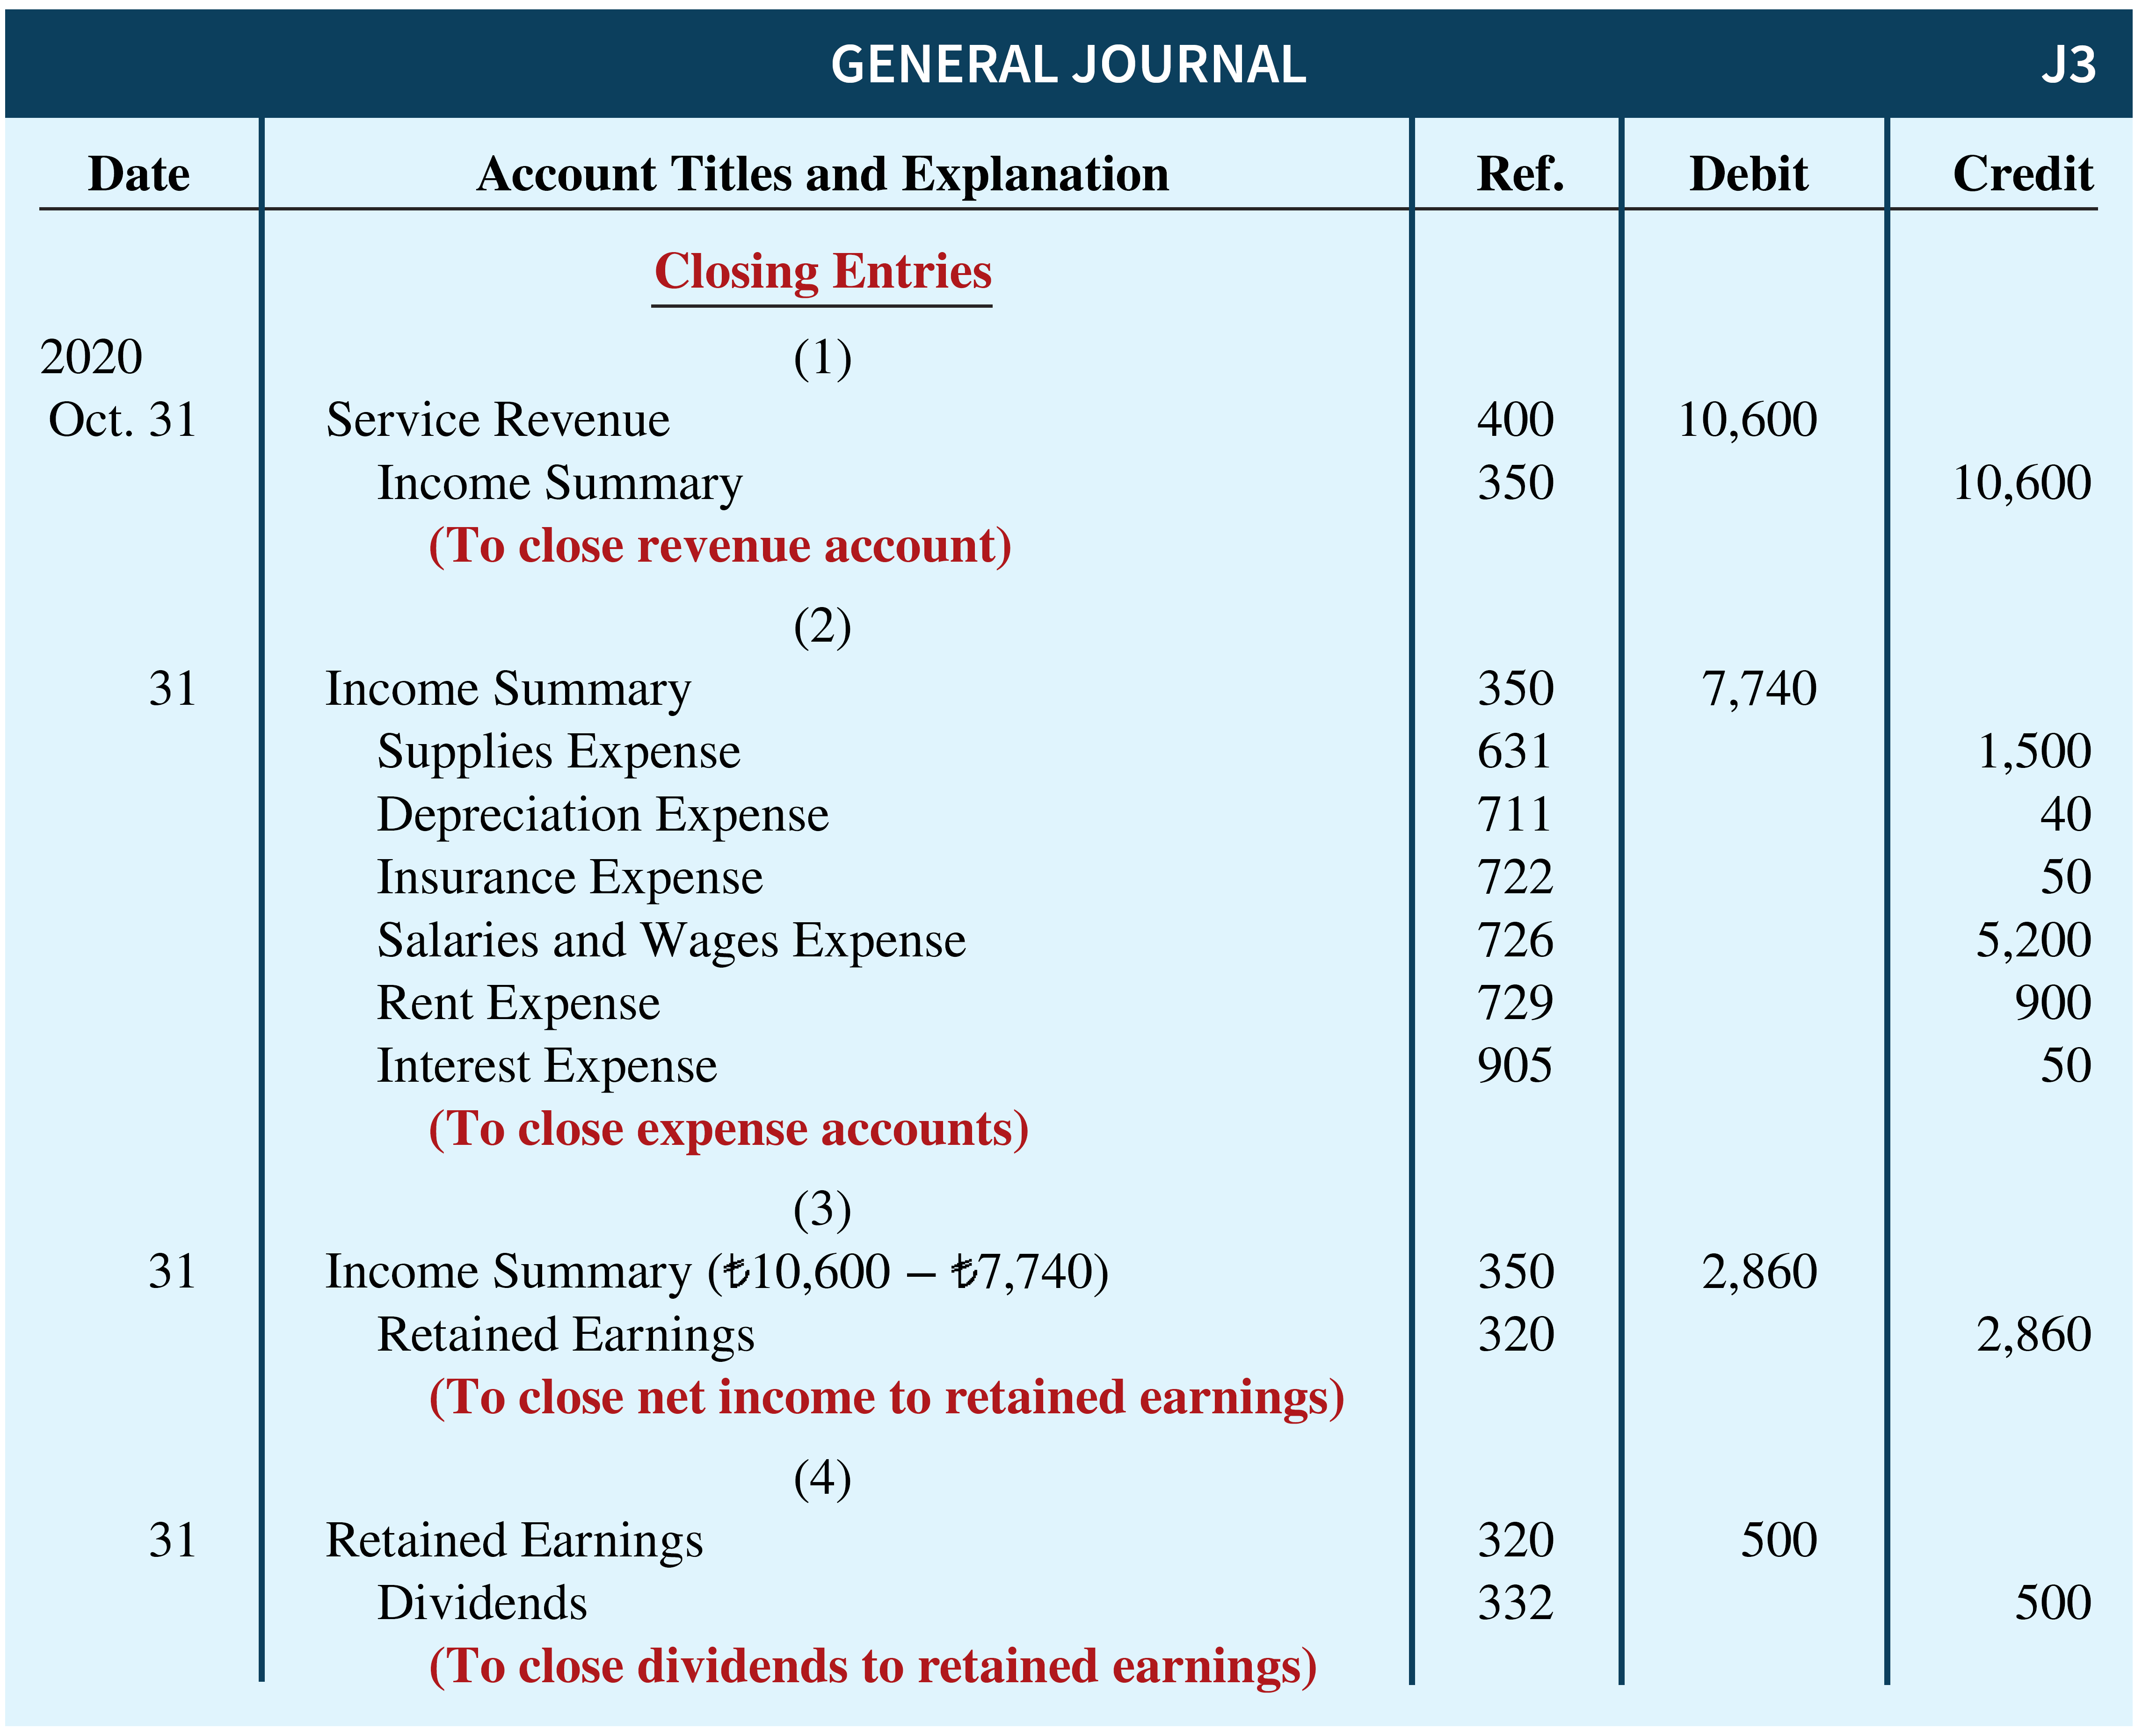 GENERAL JOURNAL J3
Date Account Titles and Explanation Ref. Debit Credit
Closing Entries
2020 (1)
Oct. 31 Service Revenue 400 10,600
Income Summary 350 10,600
(To close revenue account)
(2)
31 Income Summary 350 7,740
Supplies Expense 631 1,500
Depreciation Expense 711 40
Insurance Expense 722 50
Salaries and Wages Expense 726 5,200
Rent Expense 729 900
Interest Expense 905 50
(To close expense accounts)
(3)
31 Income Summary (₺10,600 – ₺7,740) 350 2,860
Retained Earnings 320 2,860
(To close net income to retained earnings)
(4)
31 Retained Earnings 320 500
Dividends 332 500
(To close dividends to retained earnings)